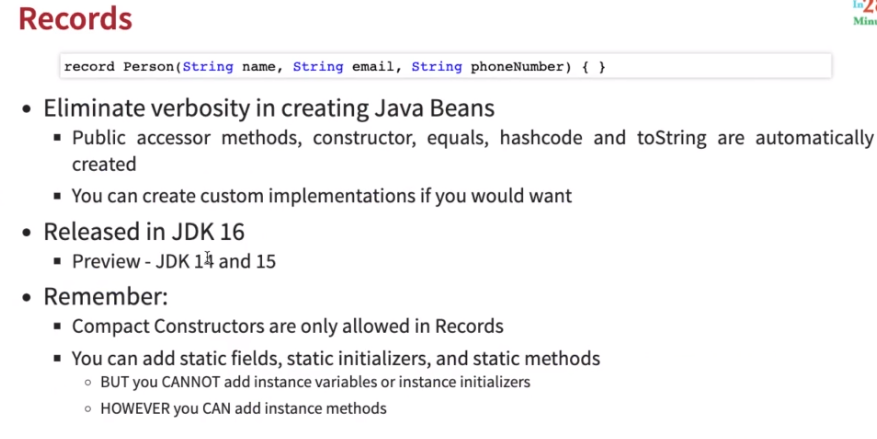 Records
In28
Minu
record Person(String name, String email, String phoneNumber) { }
• Eliminate verbosity in creating Java Beans
▪ Public accessor methods, constructor, equals, hashcode and toString are automatically
created
▪ You can create custom implementations if you would want
• Released in JDK 16
▪ Preview - JDK 14 and 15
• Remember:
▪ Compact Constructors are only allowed in Records
▪ You can add static fields, static initializers, and static methods
◦ BUT you CANNOT add instance variables or instance initializers
◦ HOWEVER you CAN add instance methods